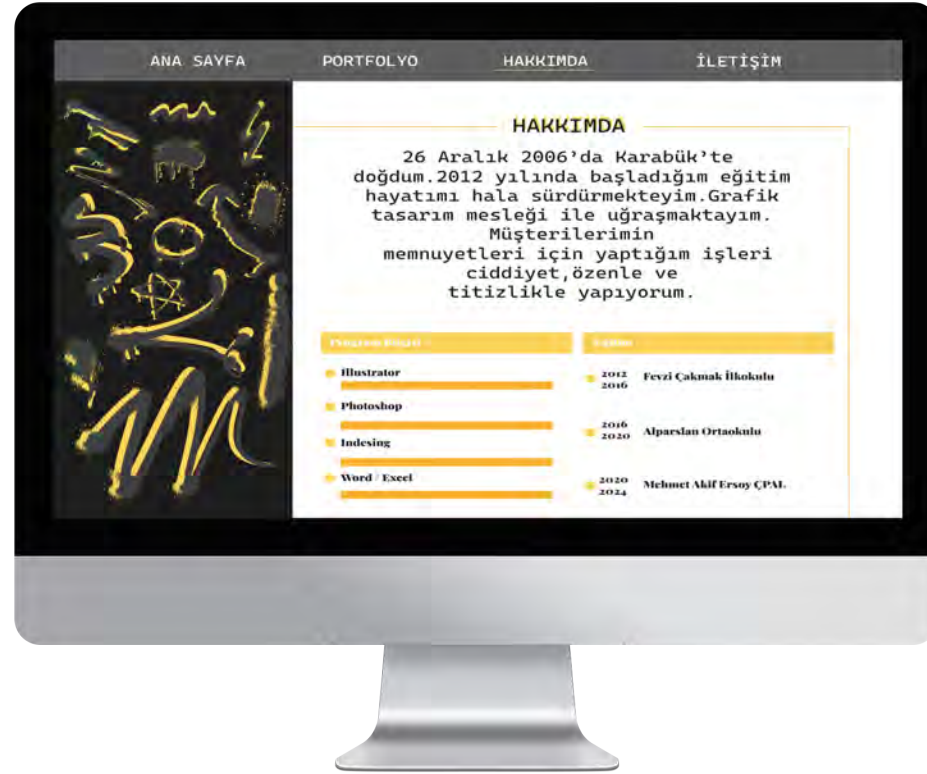 ANA SAYFA PORTFOLYO HAKKIMDA İLETİŞİM
HAKKIMDA
26 Aralık 2006'da Karabük'te
doğdum.2012 yılında başladığım eğitim
hayatımı hala sürdürmekteyim.Grafik
tasarım mesleği ile uğraşmaktayım.
Müşterilerimin
memnuyetleri için yaptığım işleri
ciddiyet,özenle ve
titizlikle yapıyorum.
Illustrator
Photoshop
Indesing
Word / Excel
2012
2016
Fevzi Çakmak İlkokulu
2016
2020
Alparslan Ortaokulu
2020
2024
Mehmet Akif Ersoy ÇPAL